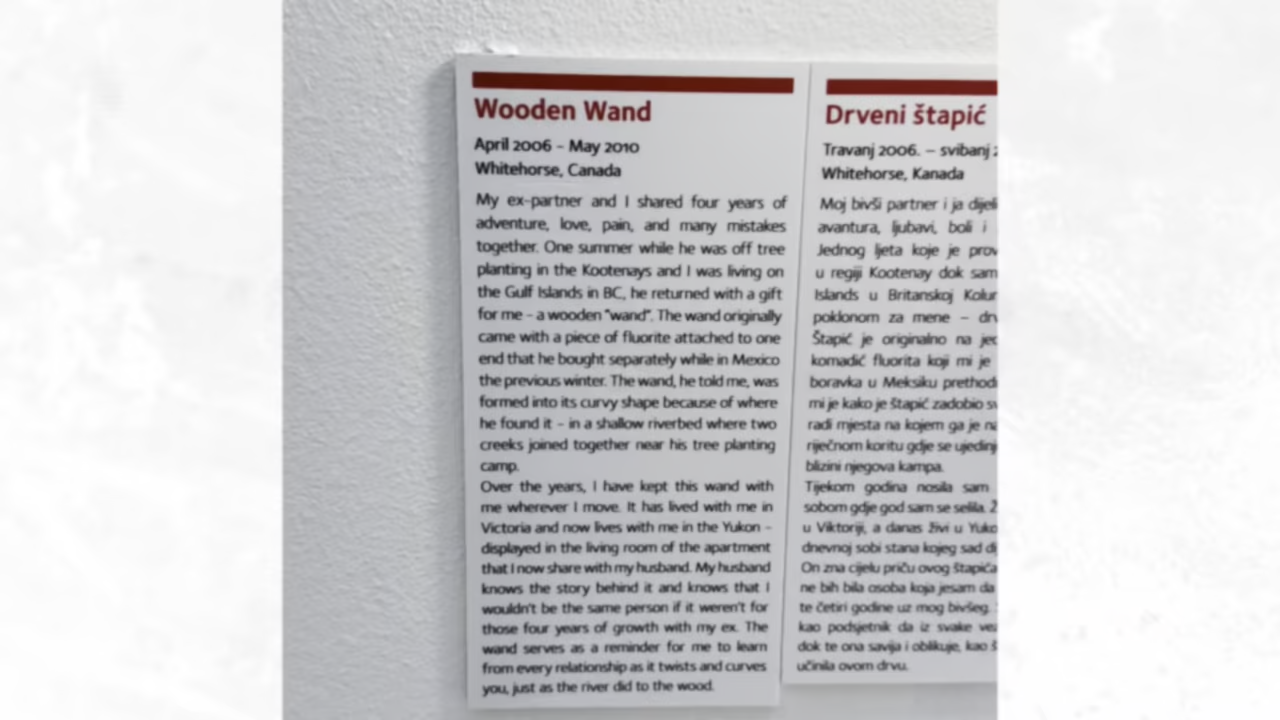 Wooden Wand
April 2006 – May 2010
Whitehorse, Canada
My ex-partner and I shared four years of
adventure, love, pain, and many mistakes
together. One summer while he was off tree
planting in the Kootenays and I was living on
the Gulf Islands in BC, he returned with a gift
for me – a wooden "wand". The wand originally
came with a piece of fluorite attached to one
end that he bought separately while in Mexico
the previous winter. The wand, he told me, was
formed into its curvy shape because of where
he found it – in a shallow riverbed where two
creeks joined together near his tree planting
camp.
Over the years, I have kept this wand with
me wherever I move. It has lived with me in
Victoria and now lives with me in the Yukon –
displayed in the living room of the apartment
that I now share with my husband. My husband
knows the story behind it and knows that I
wouldn't be the same person if it weren't for
those four years of growth with my ex. The
wand serves as a reminder for me to learn
from every relationship as it twists and curves
you, just as the river did to the wood.
Drveni štapić
Travanj 2006. – svibanj
Whitehorse, Kanada
Moj bivši partner i ja
avantura, ljubavi, boli i
Jednog ljeta koje je
u regiji Kootenay dok sam
Islands u Britanskoj
poklonom za mene –
Štapić je originalno na
komadić fluorita koji mi je
boravka u Meksiku
mi je kako je štapić zadobio
radi mjesta na kojem ga je
riječnom koritu gdje se
blizini njegova kampa.
Tijekom godina nosila sam
sobom gdje god sam se selila.
u Viktoriji, a danas živi u
dnevnoj sobi stana kojeg sad
On zna cijelu priču ovog štapića
ne bih bila osoba koja jesam da
te četiri godine uz mog bivšeg.
kao podsjetnik da iz svake
dok te ona savija i oblikuje, kao
učinila ovom drvu.